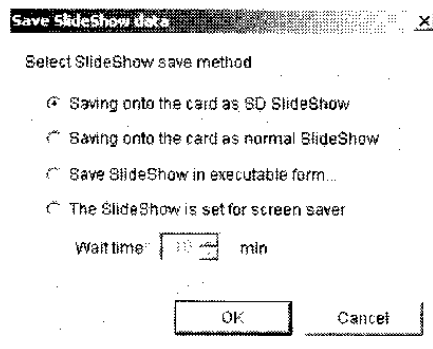 Save SlideShow data
Select SlideShow save method
Saving onto the card as SD SlideShow
Saving onto the card as normal SlideShow
Save SlideShow in executable form...
The SlideShow is set for screen saver
Wait time 10 min
OK Cancel